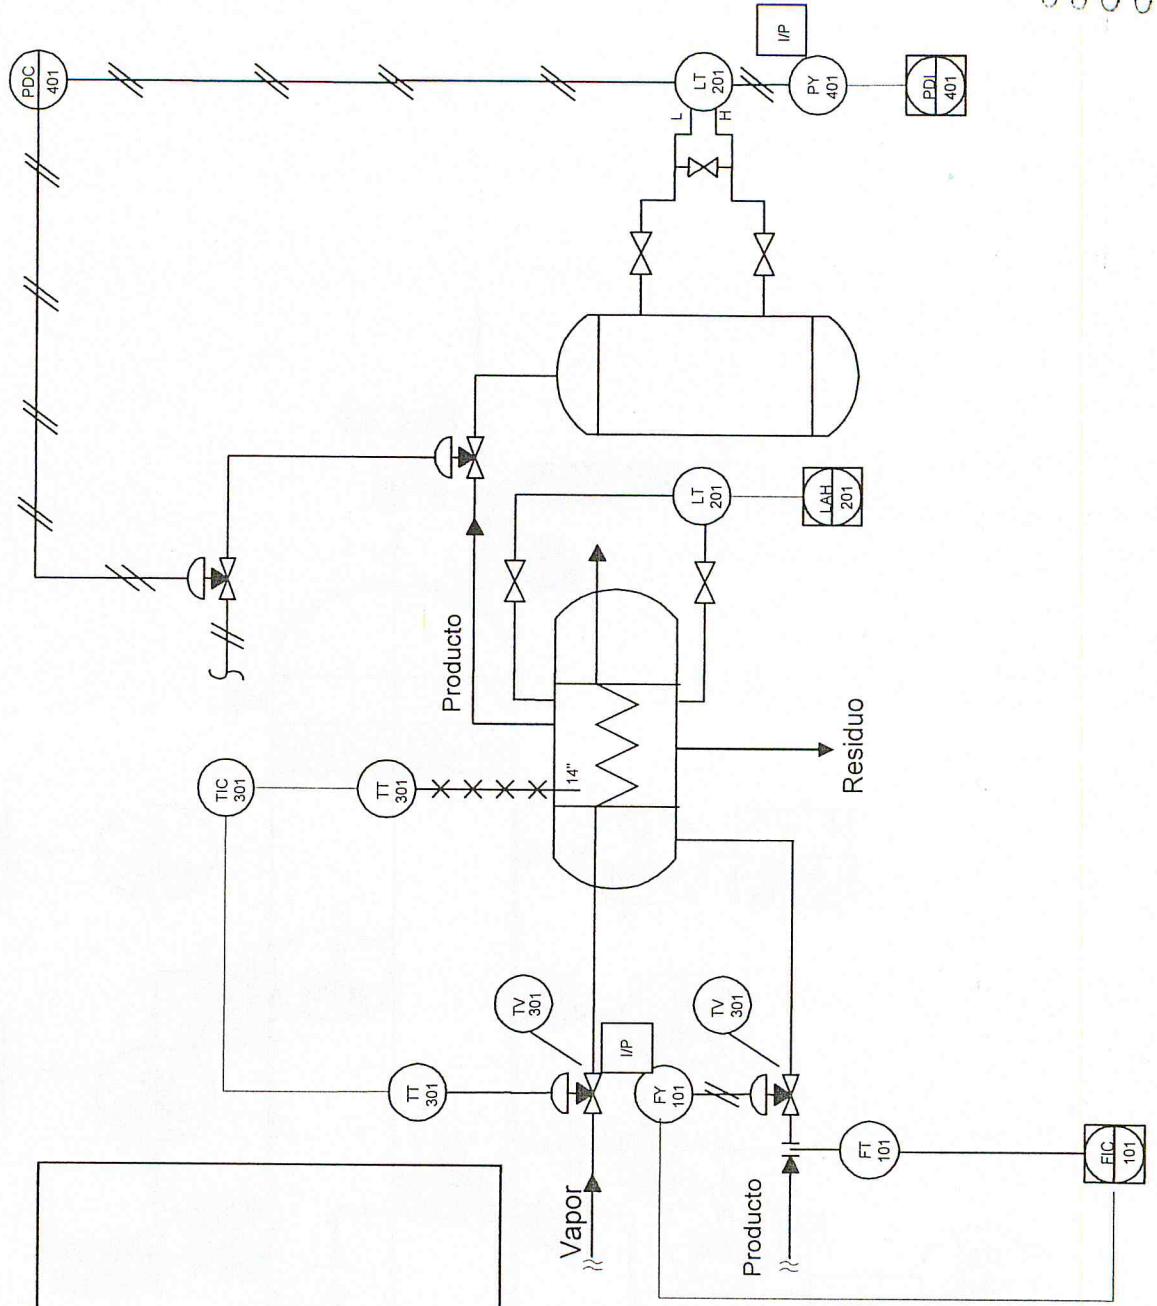 PDC
401
LT
201
I/P
PY
401
PDI
401
L
H
LT
201
LAH
201
Producto
TIC
301
TT
301
14"
Residuo
TV
301
TV
301
I/P
TT
301
FY
101
FT
101
FIC
101
Vapor
Producto